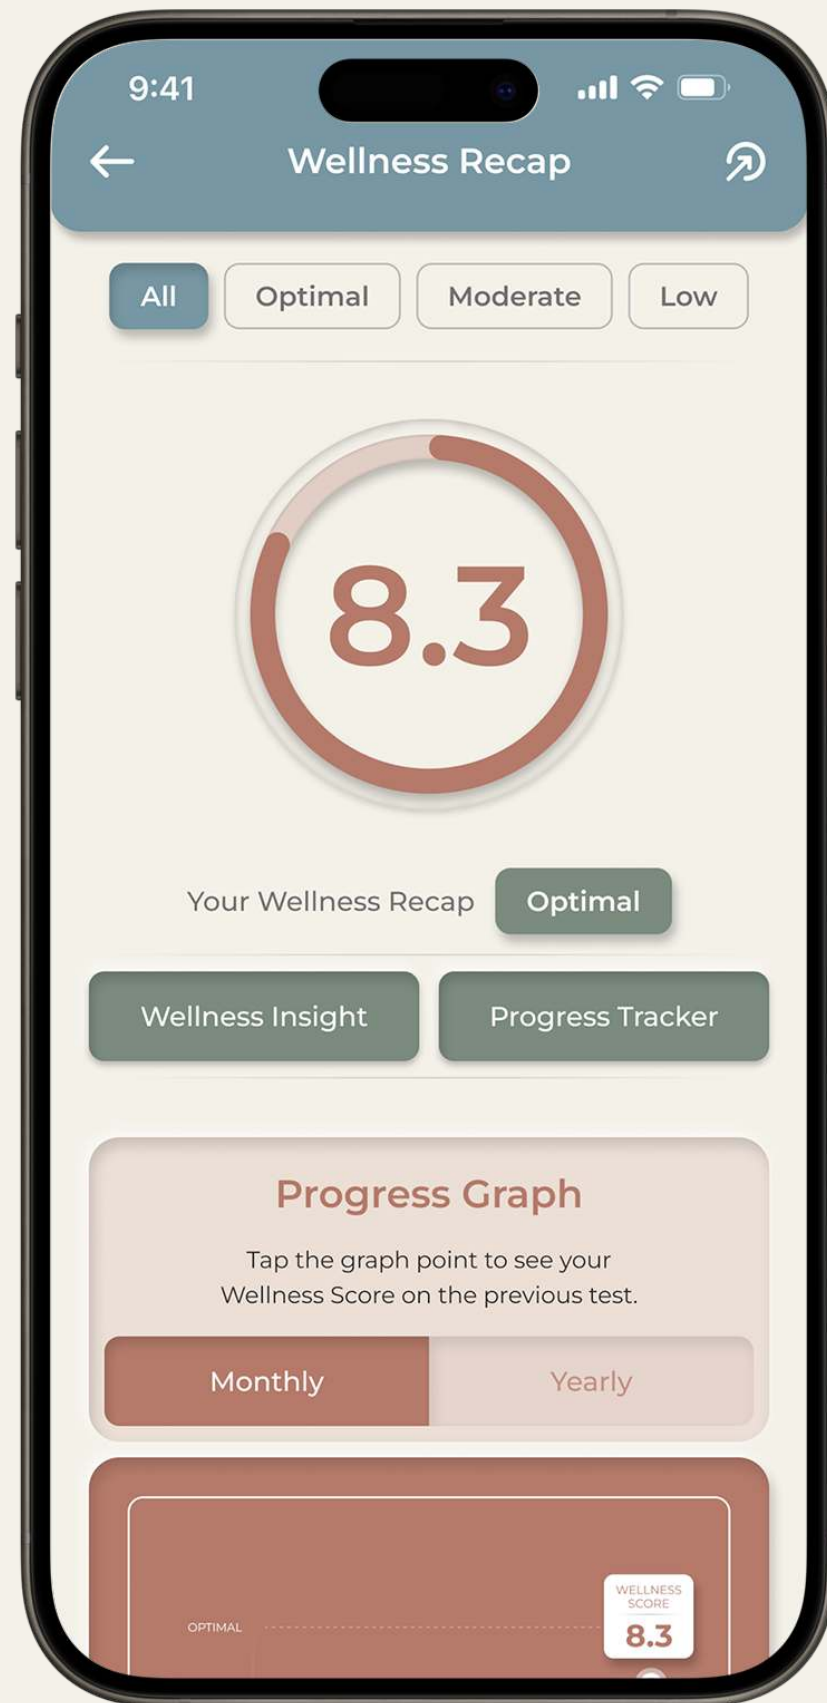 9:41
Wellness Recap
All
Optimal
Moderate
Low
8.3
Your Wellness Recap
Optimal
Wellness Insight
Progress Tracker
Progress Graph
Tap the graph point to see your
Wellness Score on the previous test.
Monthly
Yearly
WELLNESS
SCORE
8.3
OPTIMAL